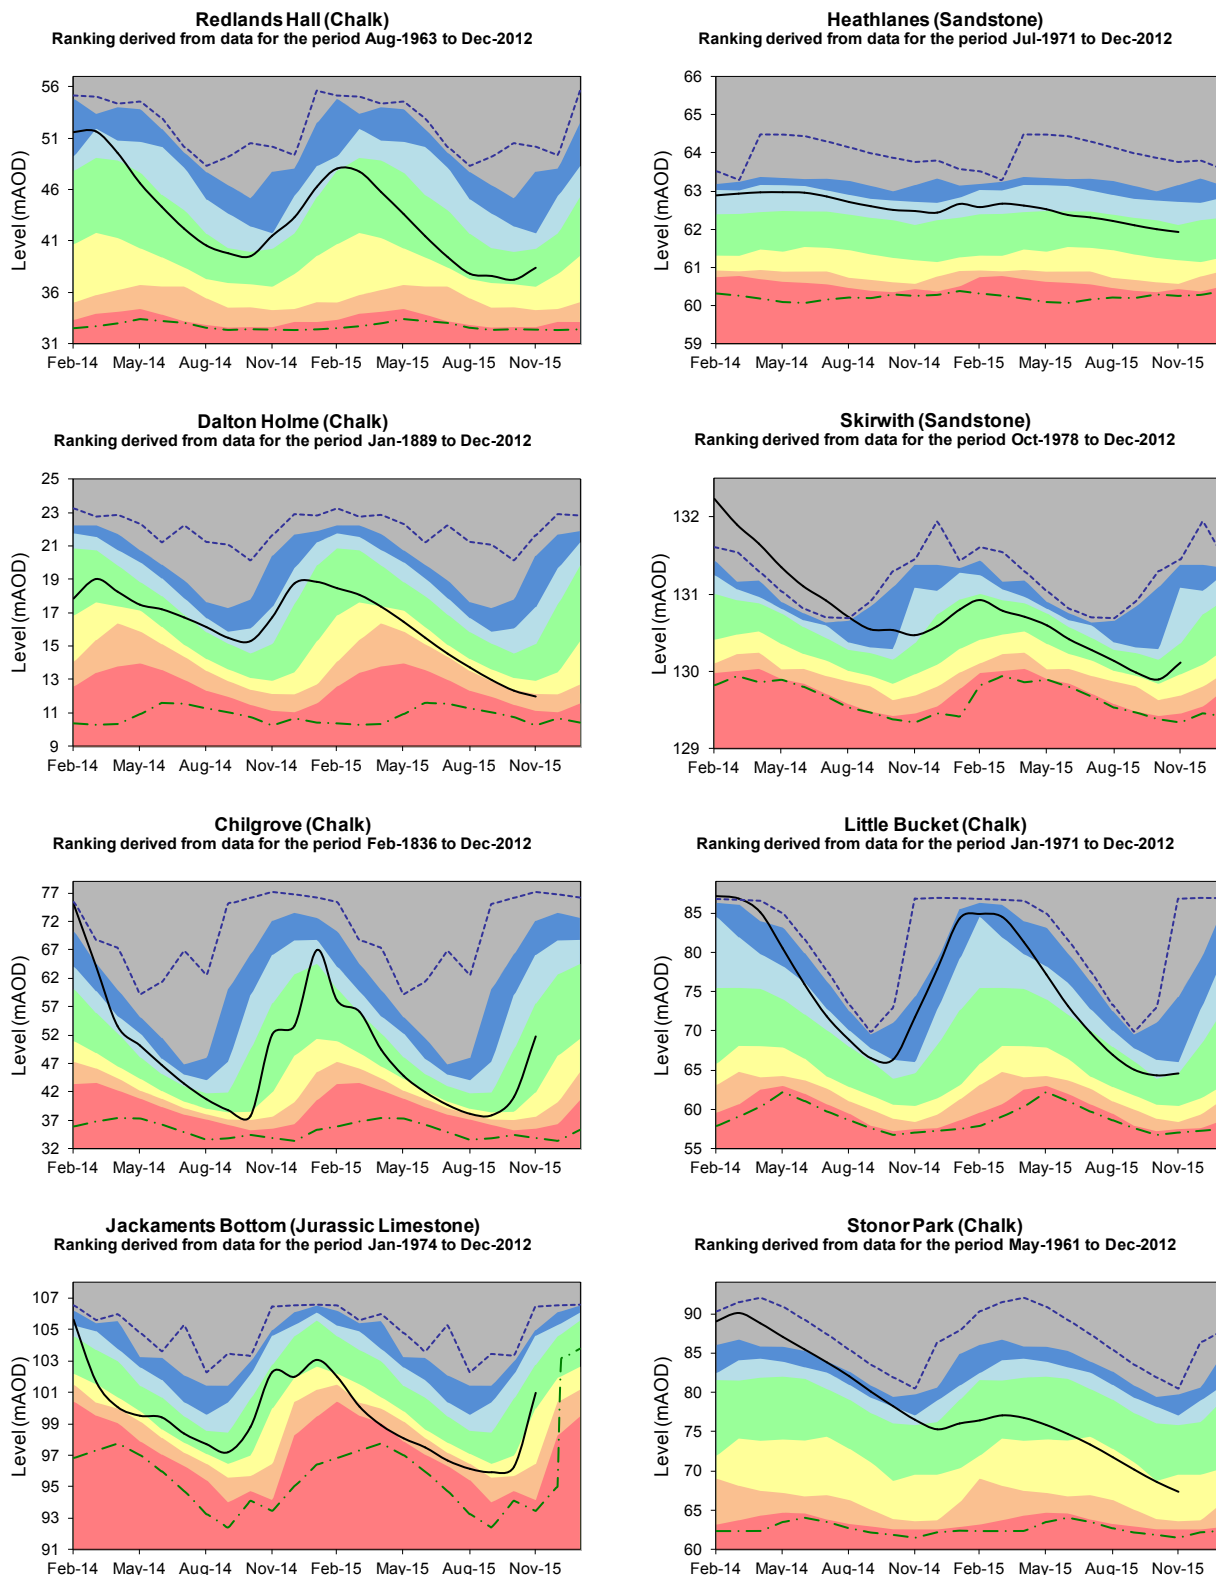 Redlands Hall (Chalk)
Ranking derived from data for the period Aug-1963 to Dec-2012
Level (mAOD)
56
51
46
41
36
31
Feb-14 May-14 Aug-14 Nov-14 Feb-15 May-15 Aug-15 Nov-15
Heathlanes (Sandstone)
Ranking derived from data for the period Jul-1971 to Dec-2012
Level (mAOD)
66
65
64
63
62
61
60
59
Feb-14 May-14 Aug-14 Nov-14 Feb-15 May-15 Aug-15 Nov-15
Dalton Holme (Chalk)
Ranking derived from data for the period Jan-1889 to Dec-2012
Level (mAOD)
25
23
21
19
17
15
13
11
9
Feb-14 May-14 Aug-14 Nov-14 Feb-15 May-15 Aug-15 Nov-15
Skirwith (Sandstone)
Ranking derived from data for the period Oct-1978 to Dec-2012
Level (mAOD)
132
131
130
129
Feb-14 May-14 Aug-14 Nov-14 Feb-15 May-15 Aug-15 Nov-15
Chilgrove (Chalk)
Ranking derived from data for the period Feb-1836 to Dec-2012
Level (mAOD)
77
72
67
62
57
52
47
42
37
32
Feb-14 May-14 Aug-14 Nov-14 Feb-15 May-15 Aug-15 Nov-15
Little Bucket (Chalk)
Ranking derived from data for the period Jan-1971 to Dec-2012
Level (mAOD)
85
80
75
70
65
60
55
Feb-14 May-14 Aug-14 Nov-14 Feb-15 May-15 Aug-15 Nov-15
Jackaments Bottom (Jurassic Limestone)
Ranking derived from data for the period Jan-1974 to Dec-2012
Level (mAOD)
107
105
103
101
99
97
95
93
91
Feb-14 May-14 Aug-14 Nov-14 Feb-15 May-15 Aug-15 Nov-15
Stonor Park (Chalk)
Ranking derived from data for the period May-1961 to Dec-2012
Level (mAOD)
90
85
80
75
70
65
60
Feb-14 May-14 Aug-14 Nov-14 Feb-15 May-15 Aug-15 Nov-15